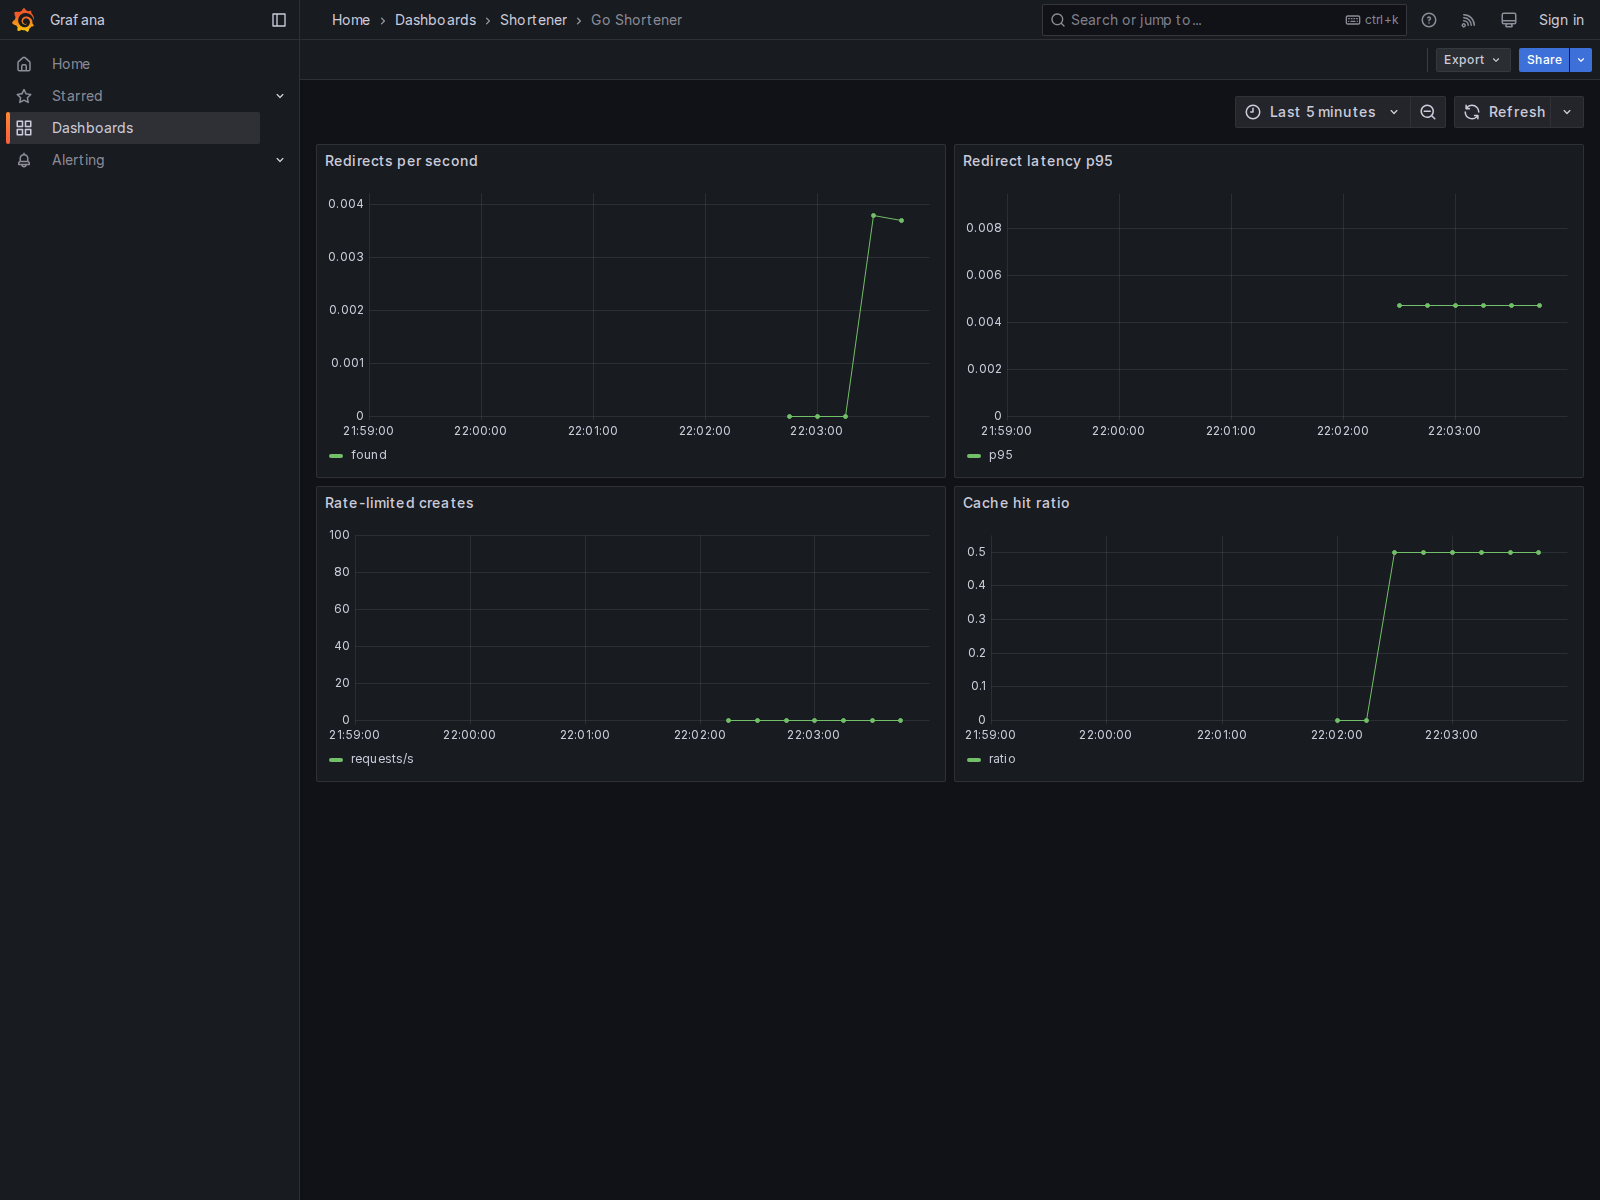 Grafana
Home › Dashboards › Shortener › Go Shortener
Search or jump to...
ctrl+k
Sign in
Home
Starred
Dashboards
Alerting
Export
Share
Last 5 minutes
Refresh
Redirects per second
0.004
0.003
0.002
0.001
0
21:59:00 22:00:00 22:01:00 22:02:00 22:03:00
found
Redirect latency p95
0.008
0.006
0.004
0.002
0
21:59:00 22:00:00 22:01:00 22:02:00 22:03:00
p95
Rate-limited creates
100
80
60
40
20
0
21:59:00 22:00:00 22:01:00 22:02:00 22:03:00
requests/s
Cache hit ratio
0.5
0.4
0.3
0.2
0.1
0
21:59:00 22:00:00 22:01:00 22:02:00 22:03:00
ratio